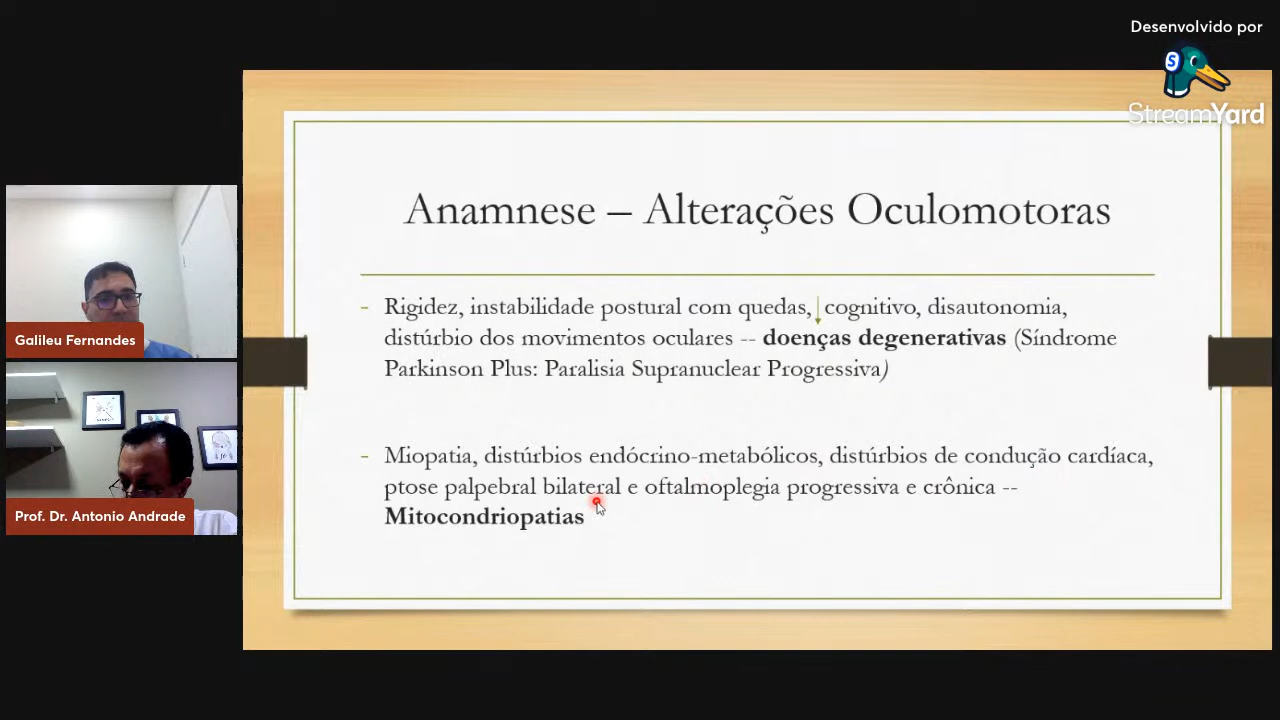 Desenvolvido por
StreamYard
Anamnese – Alterações Oculomotoras
- Rigidez, instabilidade postural com quedas, ↓ cognitivo, disautonomia,
distúrbio dos movimentos oculares -- doenças degenerativas (Síndrome
Parkinson Plus: Paralisia Supranuclear Progressiva)
- Miopatia, distúrbios endócrino-metabólicos, distúrbios de condução cardíaca,
ptose palpebral bilateral e oftalmoplegia progressiva e crônica --
Mitocondriopatias
Galileu Fernandes
Prof. Dr. Antonio Andrade